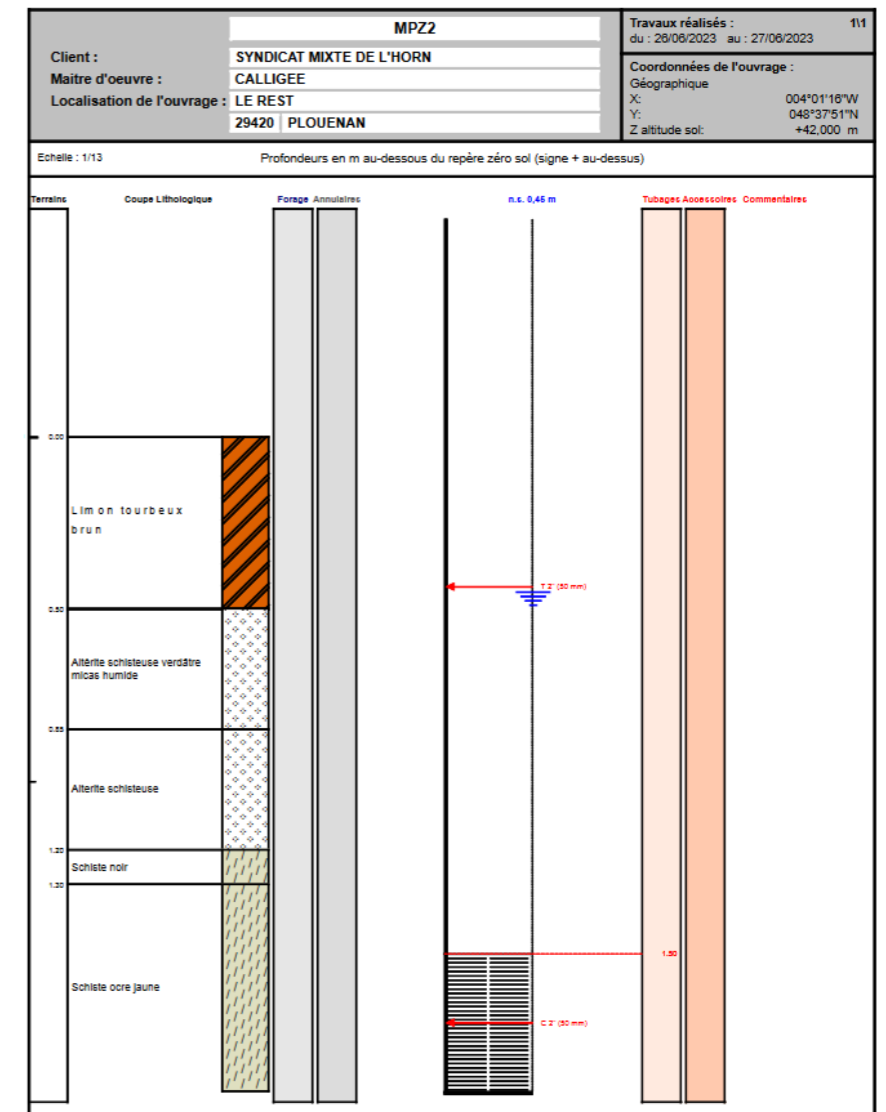 MPZ2
Travaux réalisés : 1\1
du : 26/06/2023 au : 27/06/2023
Client : SYNDICAT MIXTE DE L'HORN
Maitre d'oeuvre : CALLIGEE
Localisation de l'ouvrage : LE REST
29420 PLOUENAN
Coordonnées de l'ouvrage :
Géographique
X: 004°01'16"W
Y: 048°37'51"N
Z altitude sol: +42,000 m
Echelle : 1/13 Profondeurs en m au-dessous du repère zéro sol (signe + au-dessus)
Terrains Coupe Lithologique Forage Annulaires n.s. 0,45 m Tubages Accessoires Commentaires
0.00
Limon tourbeux
brun
T 2" (50 mm)
0.50
Altérite schisteuse verdâtre
micas humide
0.85
Alterite schisteuse
1.20
Schiste noir
1.30
1.50
Schiste ocre jaune
C 2" (50 mm)